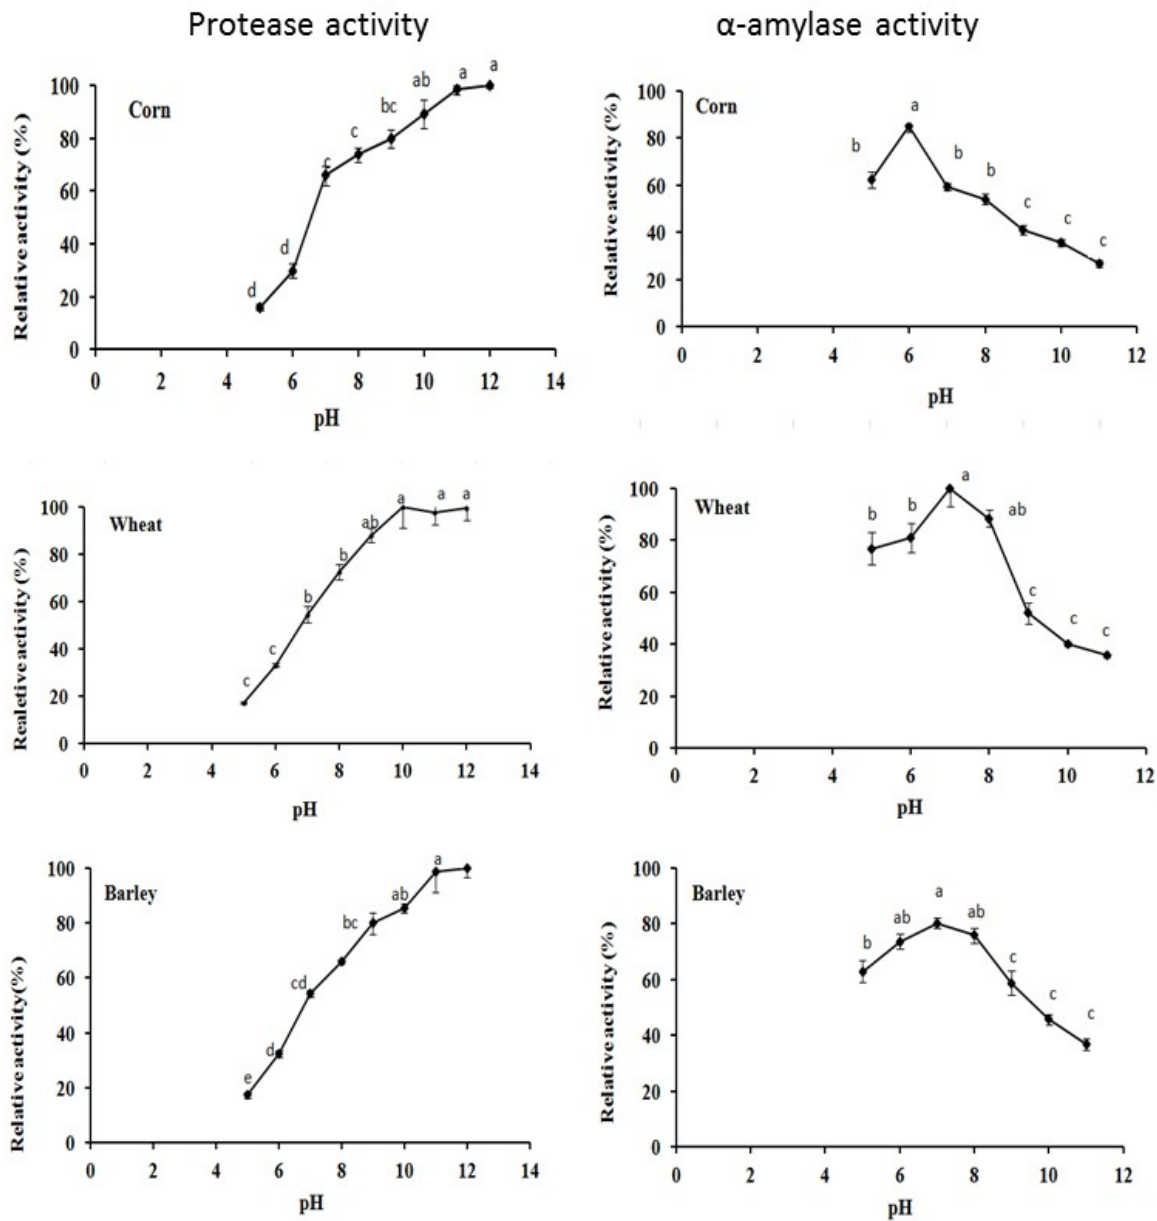 Protease activity
α-amylase activity
Corn
Relative activity (%)
100
80
60
40
20
0
0 2 4 6 8 10 12 14
pH
d d c c bc ab a a
Corn
Relative activity (%)
100
80
60
40
20
0
0 2 4 6 8 10 12
pH
b a b b c c c
Wheat
Realetive activity (%)
100
80
60
40
20
0
0 2 4 6 8 10 12 14
pH
c c b b ab a a a
Wheat
Relative activity (%)
100
80
60
40
20
0
0 2 4 6 8 10 12
pH
b b a ab c c c
Barley
Relative activity(%)
100
80
60
40
20
0
0 2 4 6 8 10 12 14
pH
e d cd bc ab a
Barley
Relative activity (%)
100
80
60
40
20
0
0 2 4 6 8 10 12
pH
b ab a ab c c c